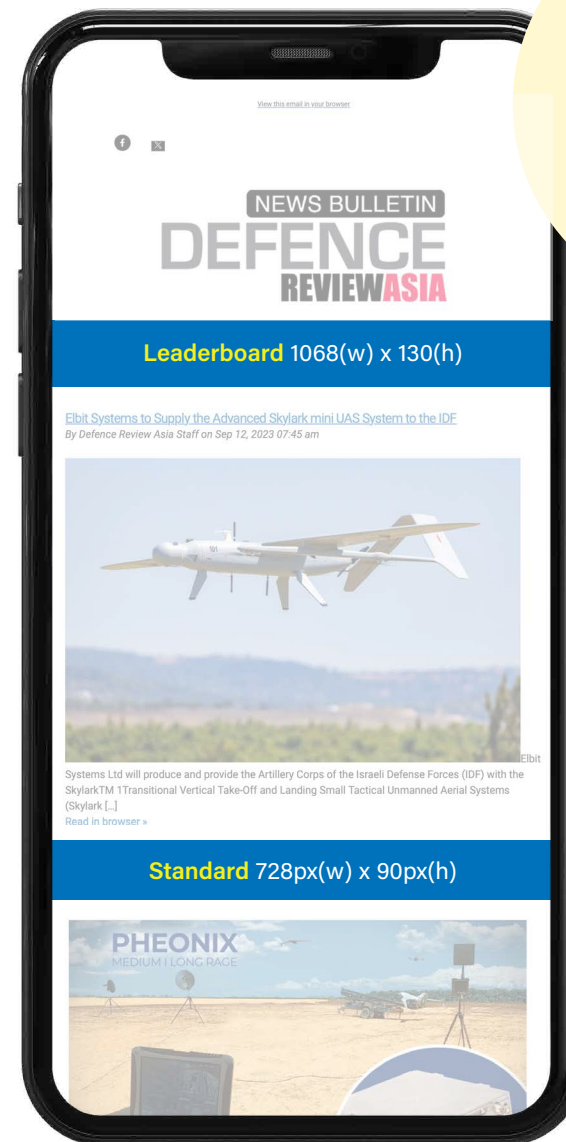 View this email in your browser
NEWS BULLETIN
DEFENCE
REVIEWASIA
Leaderboard 1068(w) x 130(h)
Elbit Systems to Supply the Advanced Skylark mini UAS System to the IDF
By Defence Review Asia Staff on Sep 12, 2023 07:45 am
101
Elbit
Systems Ltd will produce and provide the Artillery Corps of the Israeli Defense Forces (IDF) with the
SkylarkTM 1Transitional Vertical Take-Off and Landing Small Tactical Unmanned Aerial Systems
(Skylark […]
Read in browser »
Standard 728px(w) x 90px(h)
PHEONIX
MEDIUM I LONG RAGE